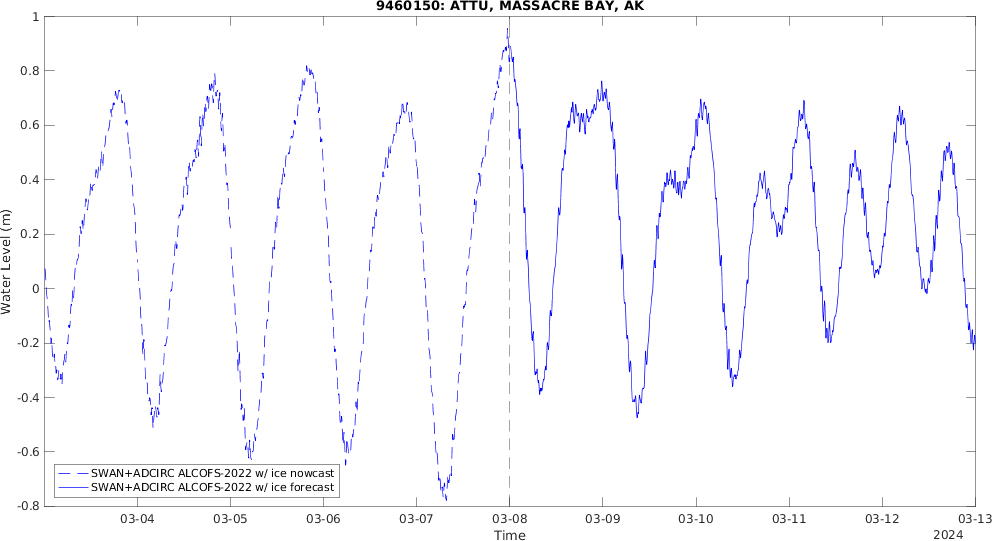 9460150: ATTU, MASSACRE BAY, AK
1
0.8
0.6
0.4
0.2
0
-0.2
-0.4
-0.6
-0.8
Water Level (m)
SWAN+ADCIRC ALCOFS-2022 w/ ice nowcast
SWAN+ADCIRC ALCOFS-2022 w/ ice forecast
03-04 03-05 03-06 03-07 03-08 03-09 03-10 03-11 03-12 03-13
Time
2024